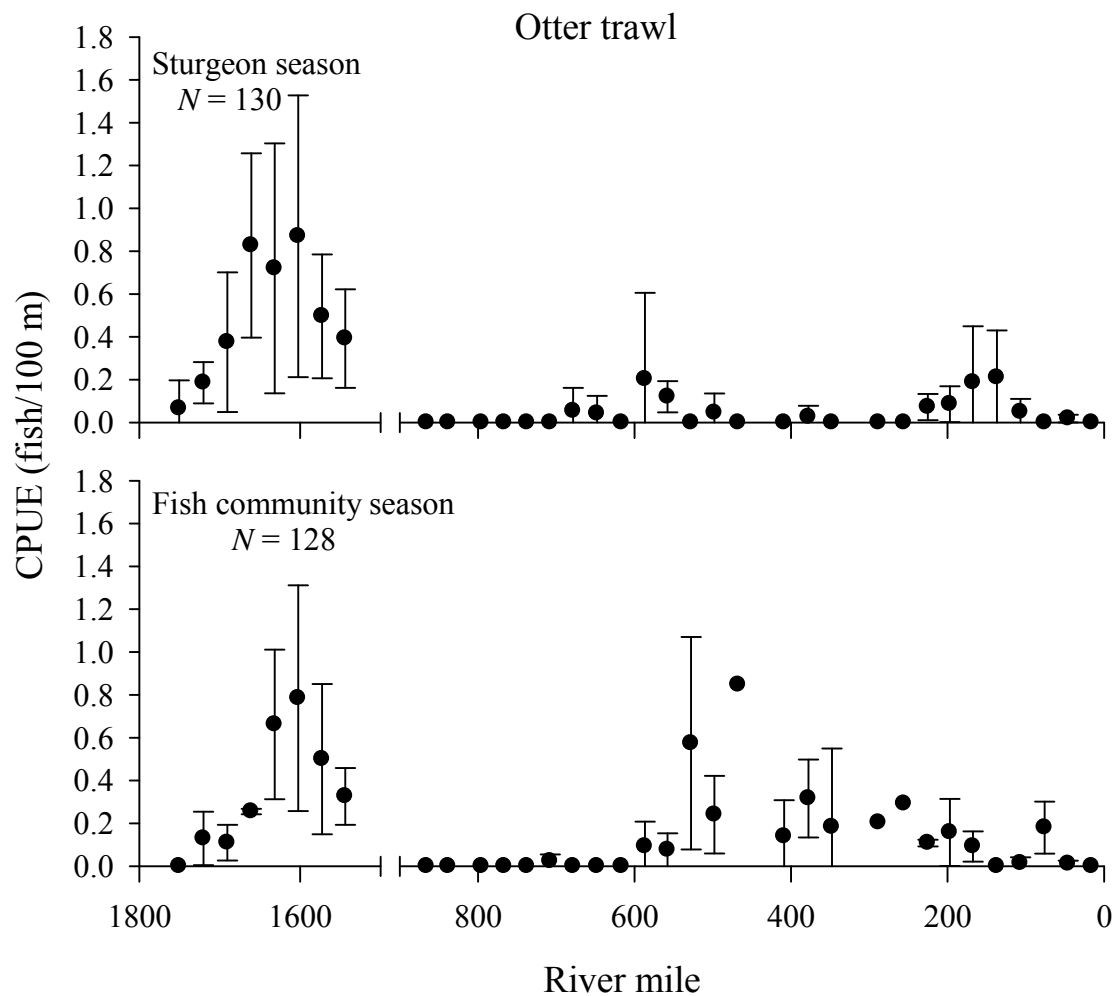 Otter trawl
CPUE (fish/100 m)
1.8
Sturgeon season
1.6
N = 130
1.4
1.2
1.0
0.8
0.6
0.4
0.2
0.0
1.8
Fish community season
1.6
N = 128
1.4
1.2
1.0
0.8
0.6
0.4
0.2
0.0
1800 1600 800 600 400 200 0
River mile